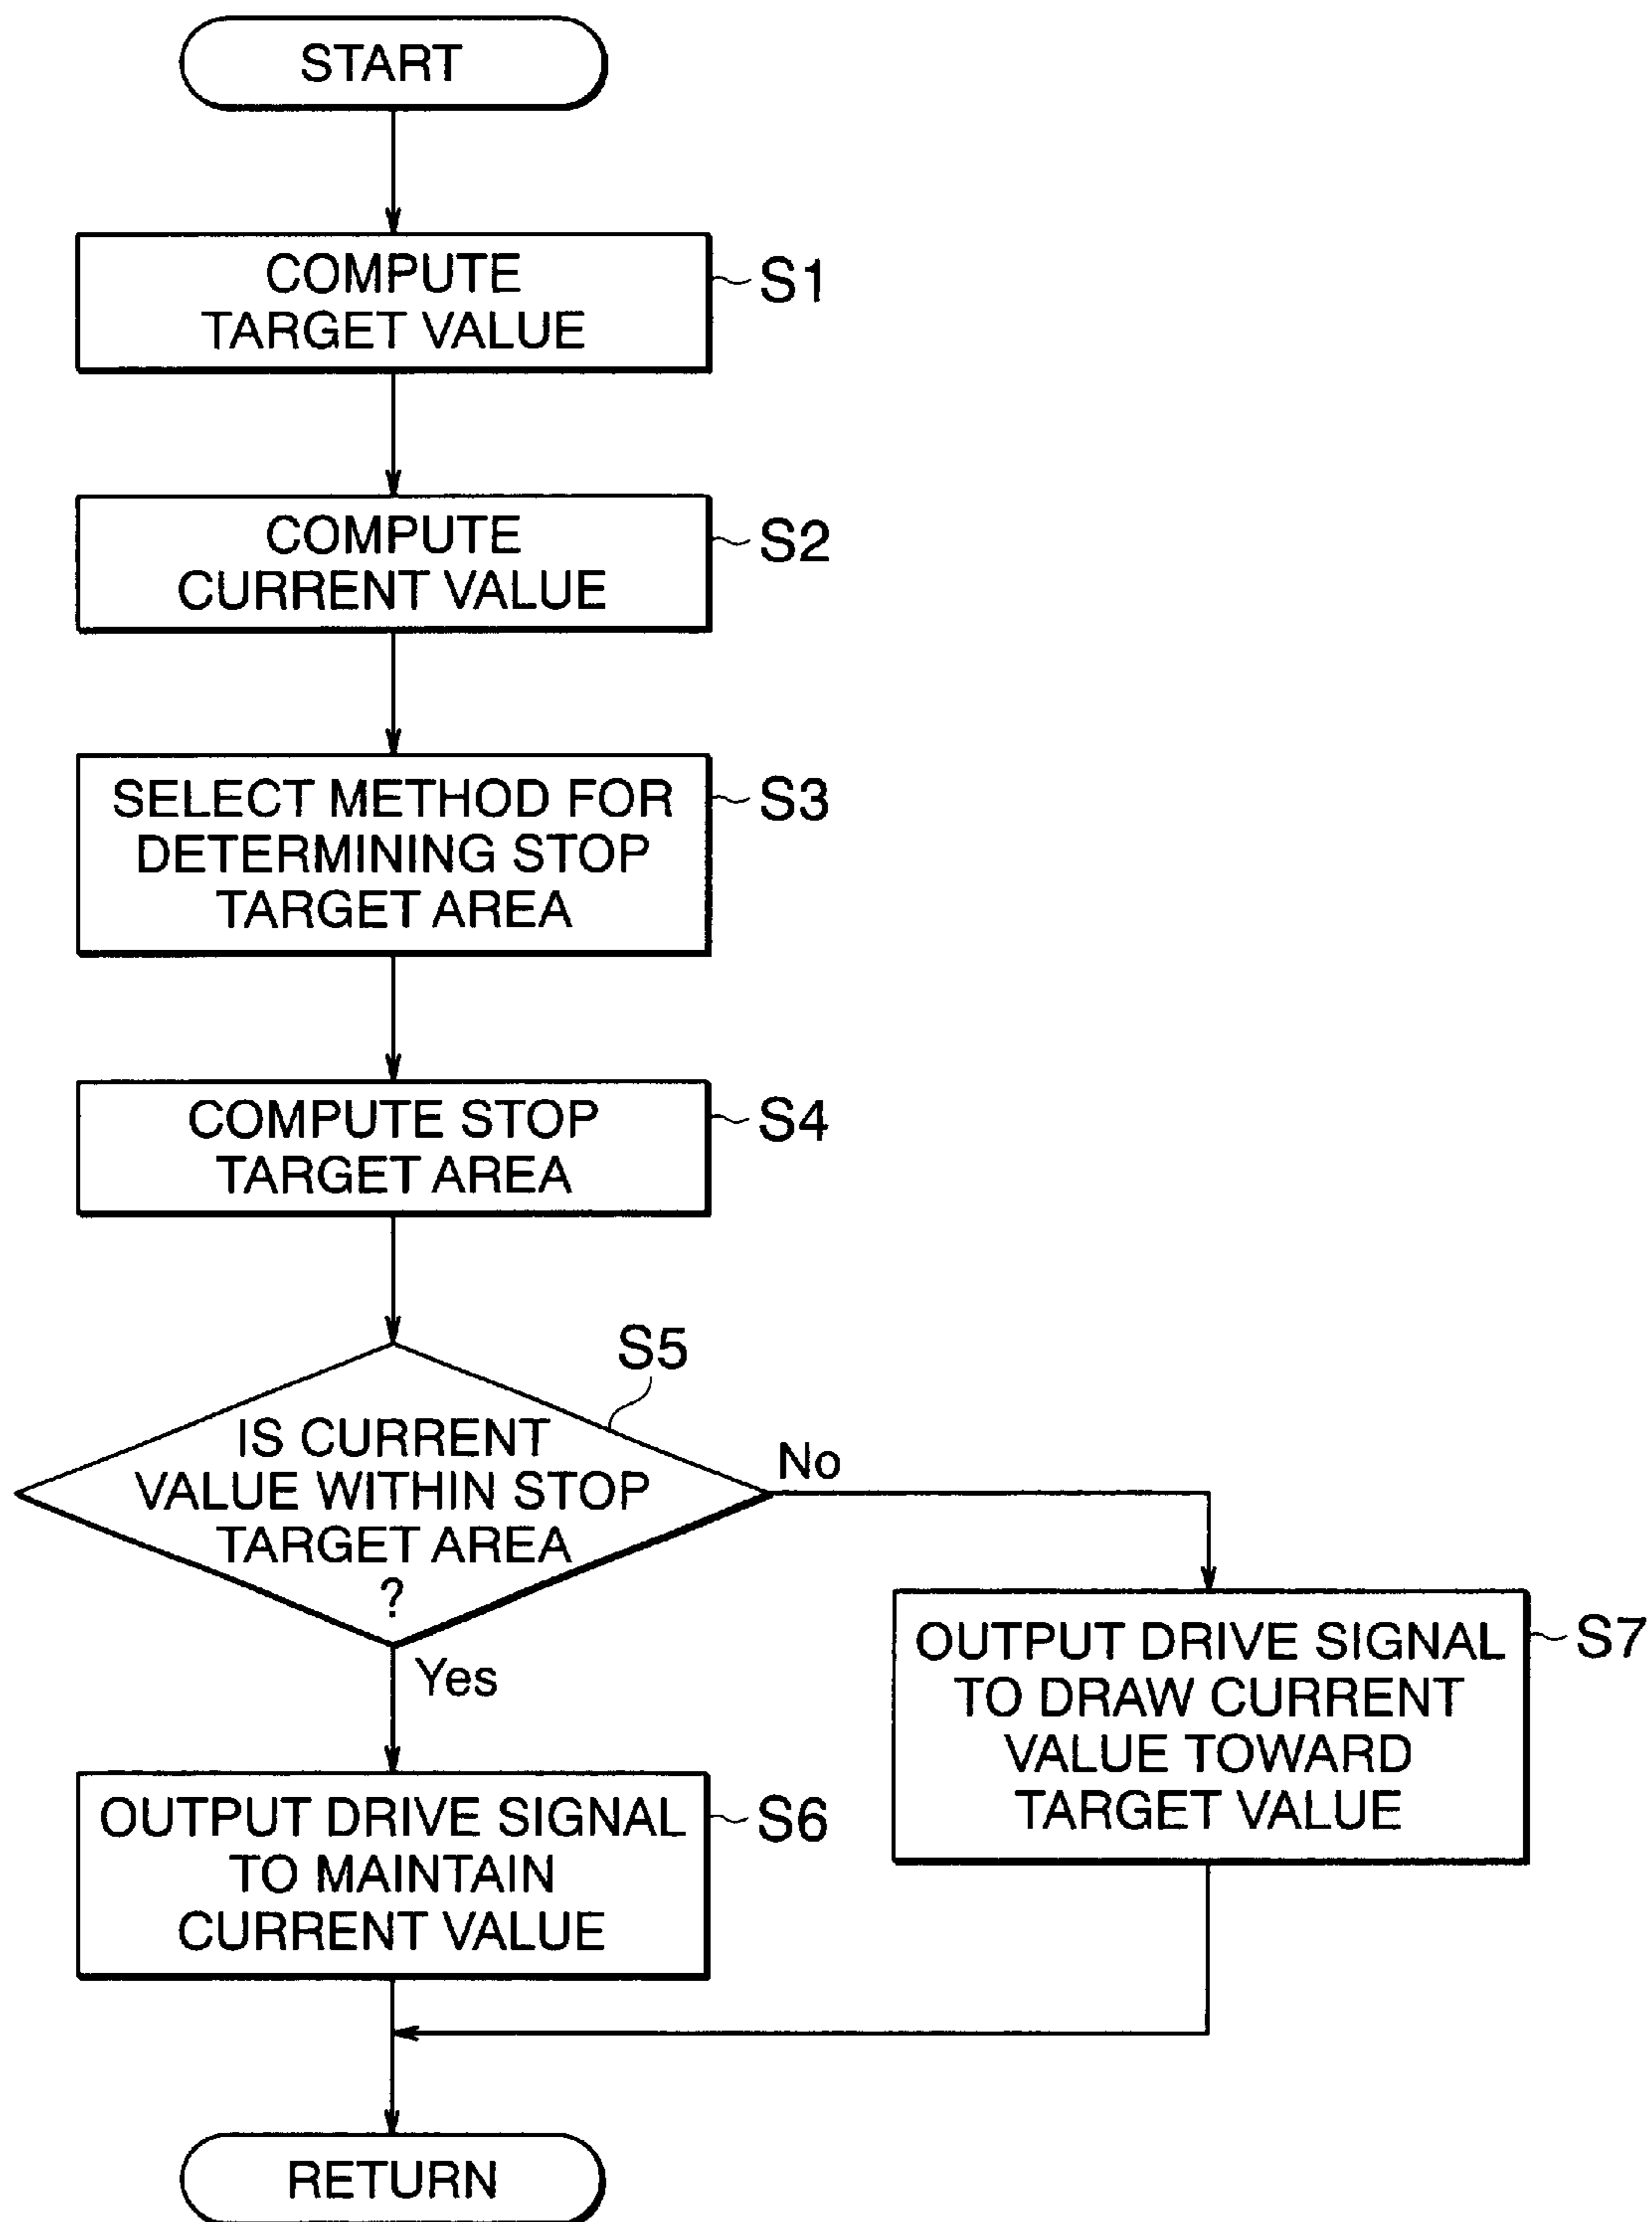 START
COMPUTE
TARGET VALUE
S1
COMPUTE
CURRENT VALUE
S2
SELECT METHOD FOR
DETERMINING STOP
TARGET AREA
S3
COMPUTE STOP
TARGET AREA
S4
S5
IS CURRENT
VALUE WITHIN STOP
TARGET AREA
?
No
Yes
OUTPUT DRIVE SIGNAL
TO DRAW CURRENT
VALUE TOWARD
TARGET VALUE
S7
OUTPUT DRIVE SIGNAL
TO MAINTAIN
CURRENT VALUE
S6
RETURN